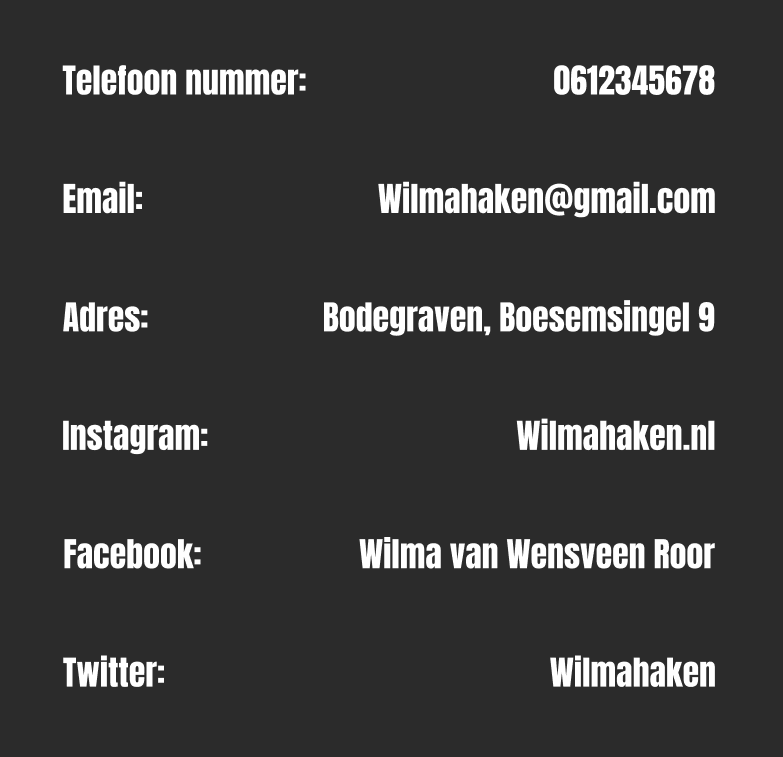 Telefoon nummer: 0612345678
Email: Wilmahaken@gmail.com
Adres: Bodegraven, Boesemsingel 9
Instagram: Wilmahaken.nl
Facebook: Wilma van Wensveen Roor
Twitter: Wilmahaken